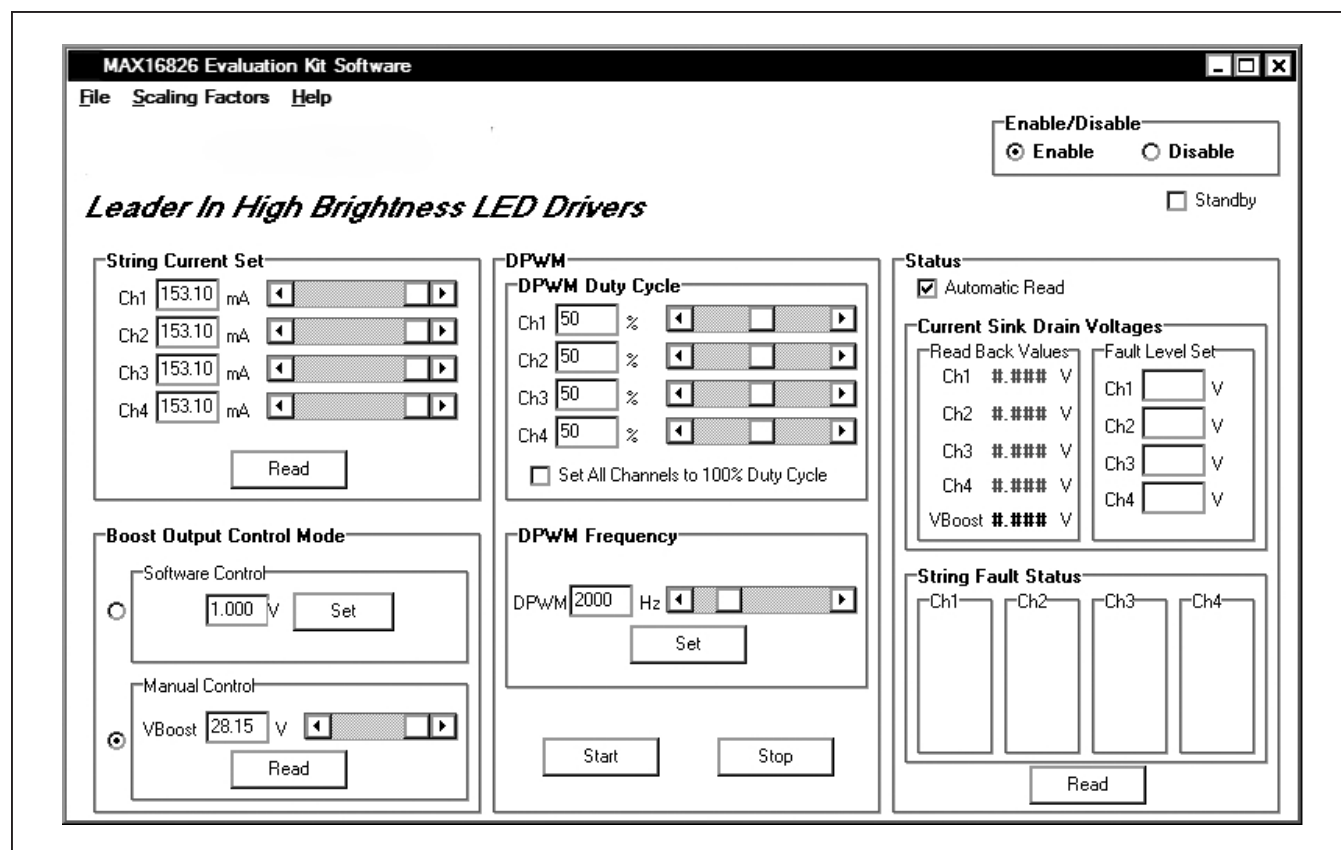 MAX16826 Evaluation Kit Software
File Scaling Factors Help
Enable/Disable
Enable Disable
Standby
Leader In High Brightness LED Drivers
String Current Set
Ch1 153.10 mA
Ch2 153.10 mA
Ch3 153.10 mA
Ch4 153.10 mA
Read
Boost Output Control Mode
Software Control
1.000 V Set
Manual Control
VBoost 28.15 V
Read
DPWM
DPWM Duty Cycle
Ch1 50 %
Ch2 50 %
Ch3 50 %
Ch4 50 %
Set All Channels to 100% Duty Cycle
DPWM Frequency
DPWM 2000 Hz
Set
Start Stop
Status
Automatic Read
Current Sink Drain Voltages
Read Back Values
Ch1 #.### V
Ch2 #.### V
Ch3 #.### V
Ch4 #.### V
VBoost #.### V
Fault Level Set
Ch1 V
Ch2 V
Ch3 V
Ch4 V
String Fault Status
Ch1 Ch2 Ch3 Ch4
Read